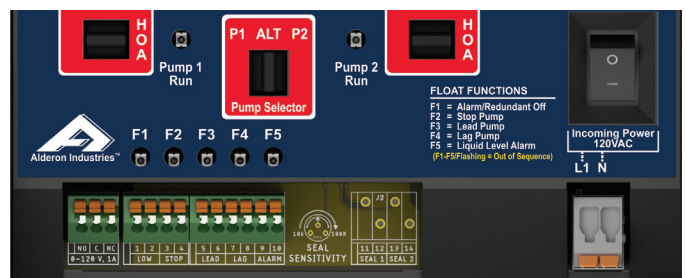 H
O
A
Pump 1
Run
P1 ALT P2
Pump Selector
Pump 2
Run
H
O
A
FLOAT FUNCTIONS
F1 = Alarm/Redundant Off
F2 = Stop Pump
F3 = Lead Pump
F4 = Lag Pump
F5 = Liquid Level Alarm
(F1-F5/Flashing = Out of Sequence)
Incoming Power
120VAC
L1 N
Alderon Industries™
F1 F2 F3 F4 F5
NO C NC
0-120 V, 1A
1 2 3 4
LOW STOP
5 6 7 8 9 10
LEAD LAG ALARM
10K 100K
SEAL
SENSITIVITY
J2
11 12 13 14
SEAL 1 SEAL 2
J1